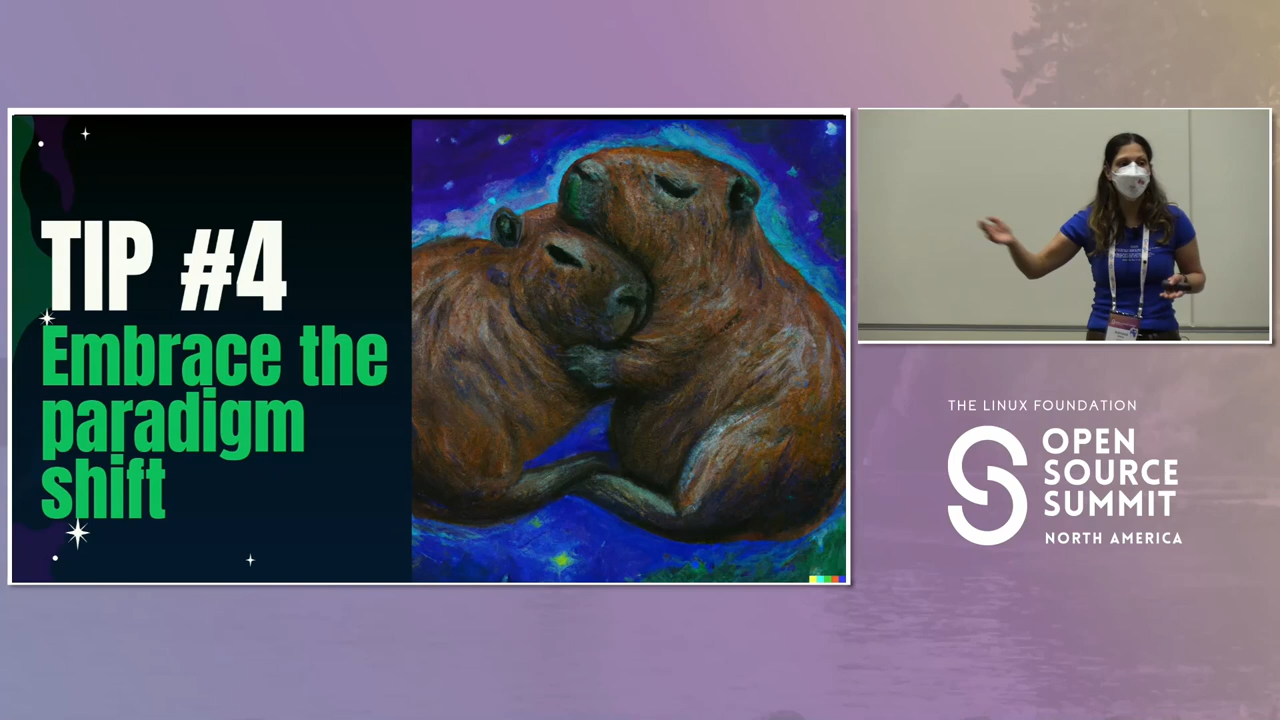 TIP #4
Embrace the
paradigm
shift
THE LINUX FOUNDATION
OPEN
SOURCE
SUMMIT
NORTH AMERICA